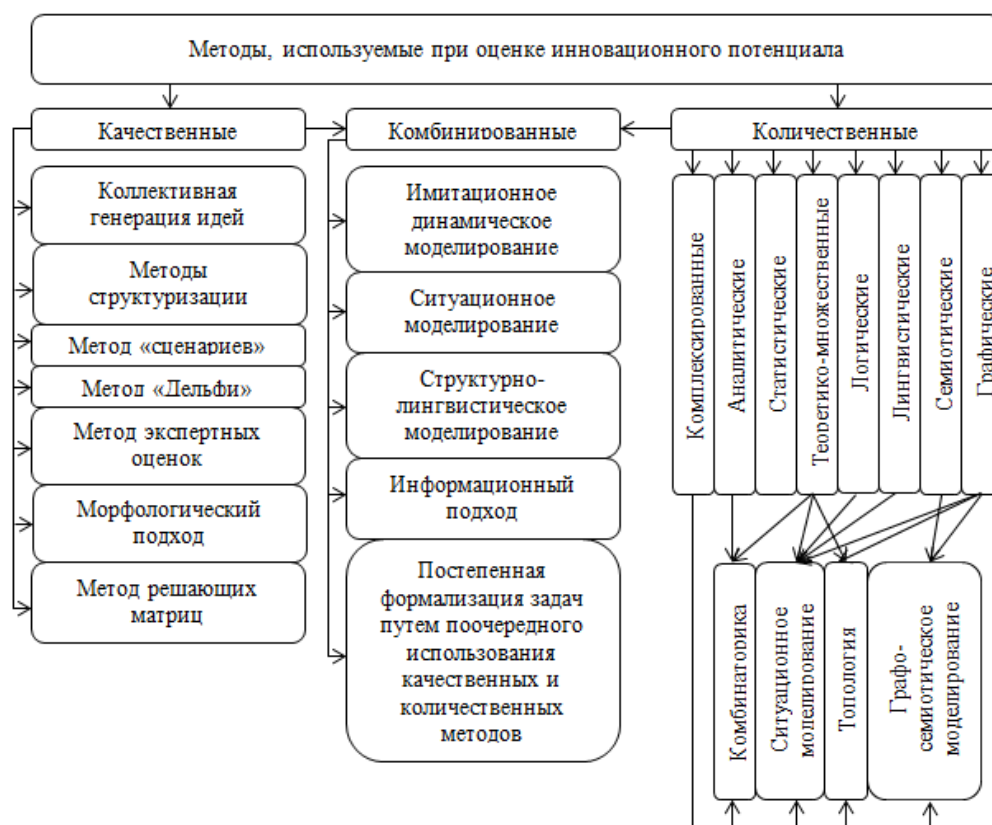 Методы, используемые при оценке инновационного потенциала
Качественные
Комбинированные
Количественные
Коллективная
генерация идей
Методы
структуризации
Метод «сценариев»
Метод «Дельфи»
Метод экспертных
оценок
Морфологический
подход
Метод решающих
матриц
Имитационное
динамическое
моделирование
Ситуационное
моделирование
Структурно-
лингвистическое
моделирование
Информационный
подход
Постепенная
формализация задач
путем поочередного
использования
качественных и
количественных
методов
Комплексированные
Аналитические
Статистические
Теоретико-множественные
Логические
Лингвистические
Семиотические
Графические
Комбинаторика
Ситуационное
моделирование
Топология
Графо-
семиотическое
моделирование